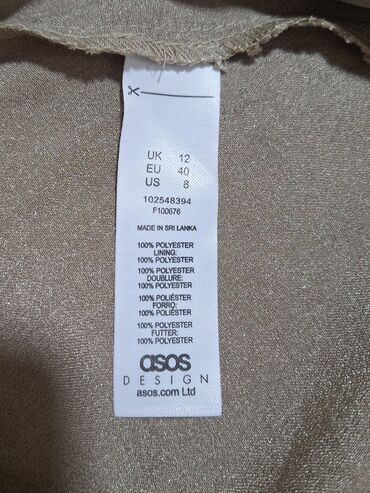 UK 12
EU 40
US 8
102548394
F100676
MADE IN SRI LANKA
100% POLYESTER
LINING:
100% POLYESTER
100% POLYESTER
DOUBLURE:
100% POLYESTER
100% POLIÉSTER
FORRO:
100% POLIÉSTER
100% POLYESTER
FUTTER:
100% POLYESTER
asos
DESIGN
asos.com Ltd